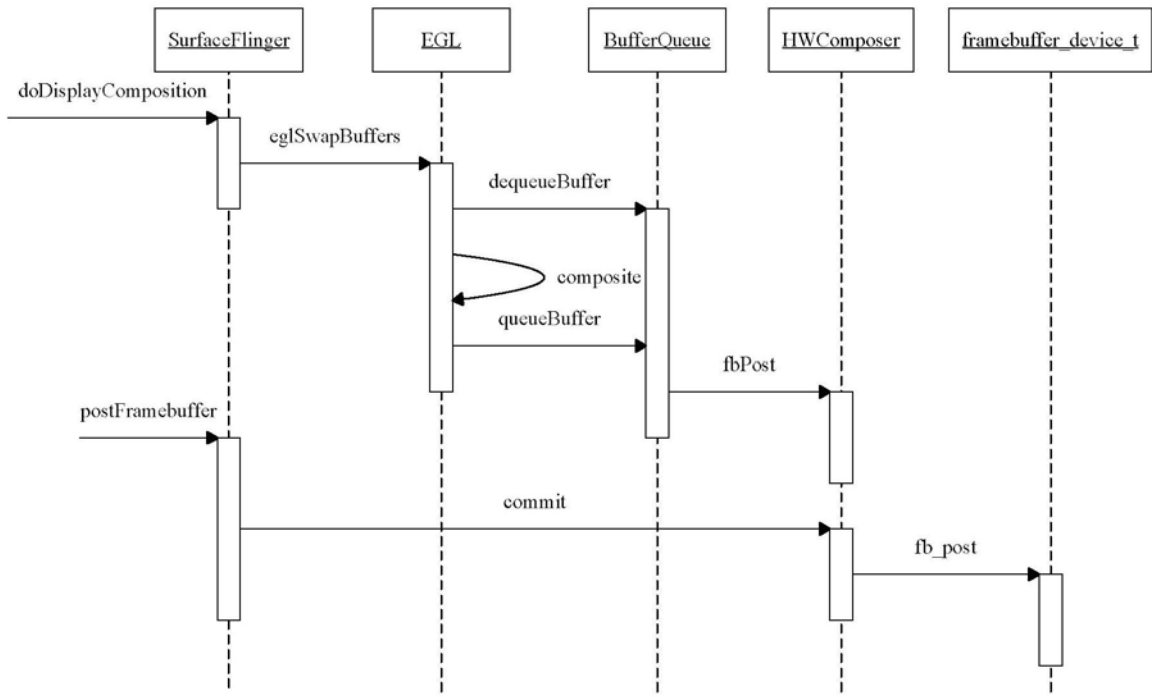 SurfaceFlinger
EGL
BufferQueue
HWComposer
framebuffer_device_t
doDisplayComposition
eglSwapBuffers
dequeueBuffer
composite
queueBuffer
fbPost
postFramebuffer
commit
fb_post